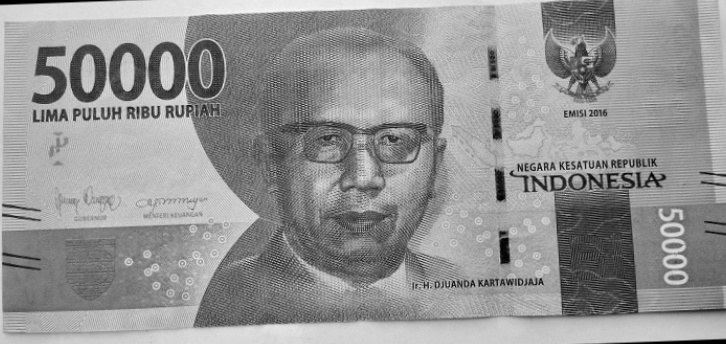 50000
LIMA PULUH RIBU RUPIAH
EMISI 2016
NEGARA KESATUAN REPUBLIK
INDONESIA
GUBERNUR
MENTERI KEUANGAN
50000
Ir. H. DJUANDA KARTAWIDJAJA